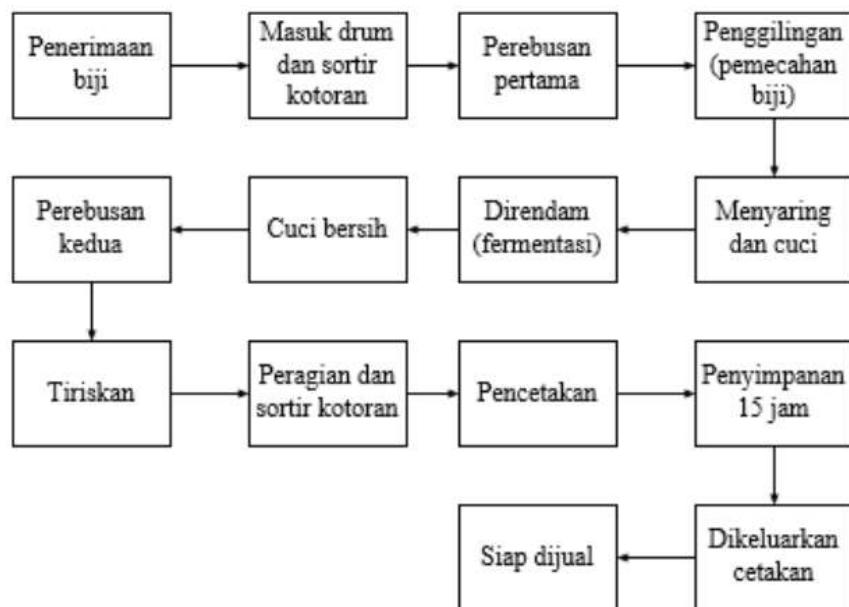 Penerimaan
biji
Masuk drum
dan sortir
kotoran
Perebusan
pertama
Penggilingan
(pemecahan
biji)
Menyaring
dan cuci
Direndam
(fermentasi)
Cuci bersih
Perebusan
kedua
Tiriskan
Peragian dan
sortir kotoran
Pencetakan
Penyimpanan
15 jam
Dikeluarkan
cetakan
Siap dijual